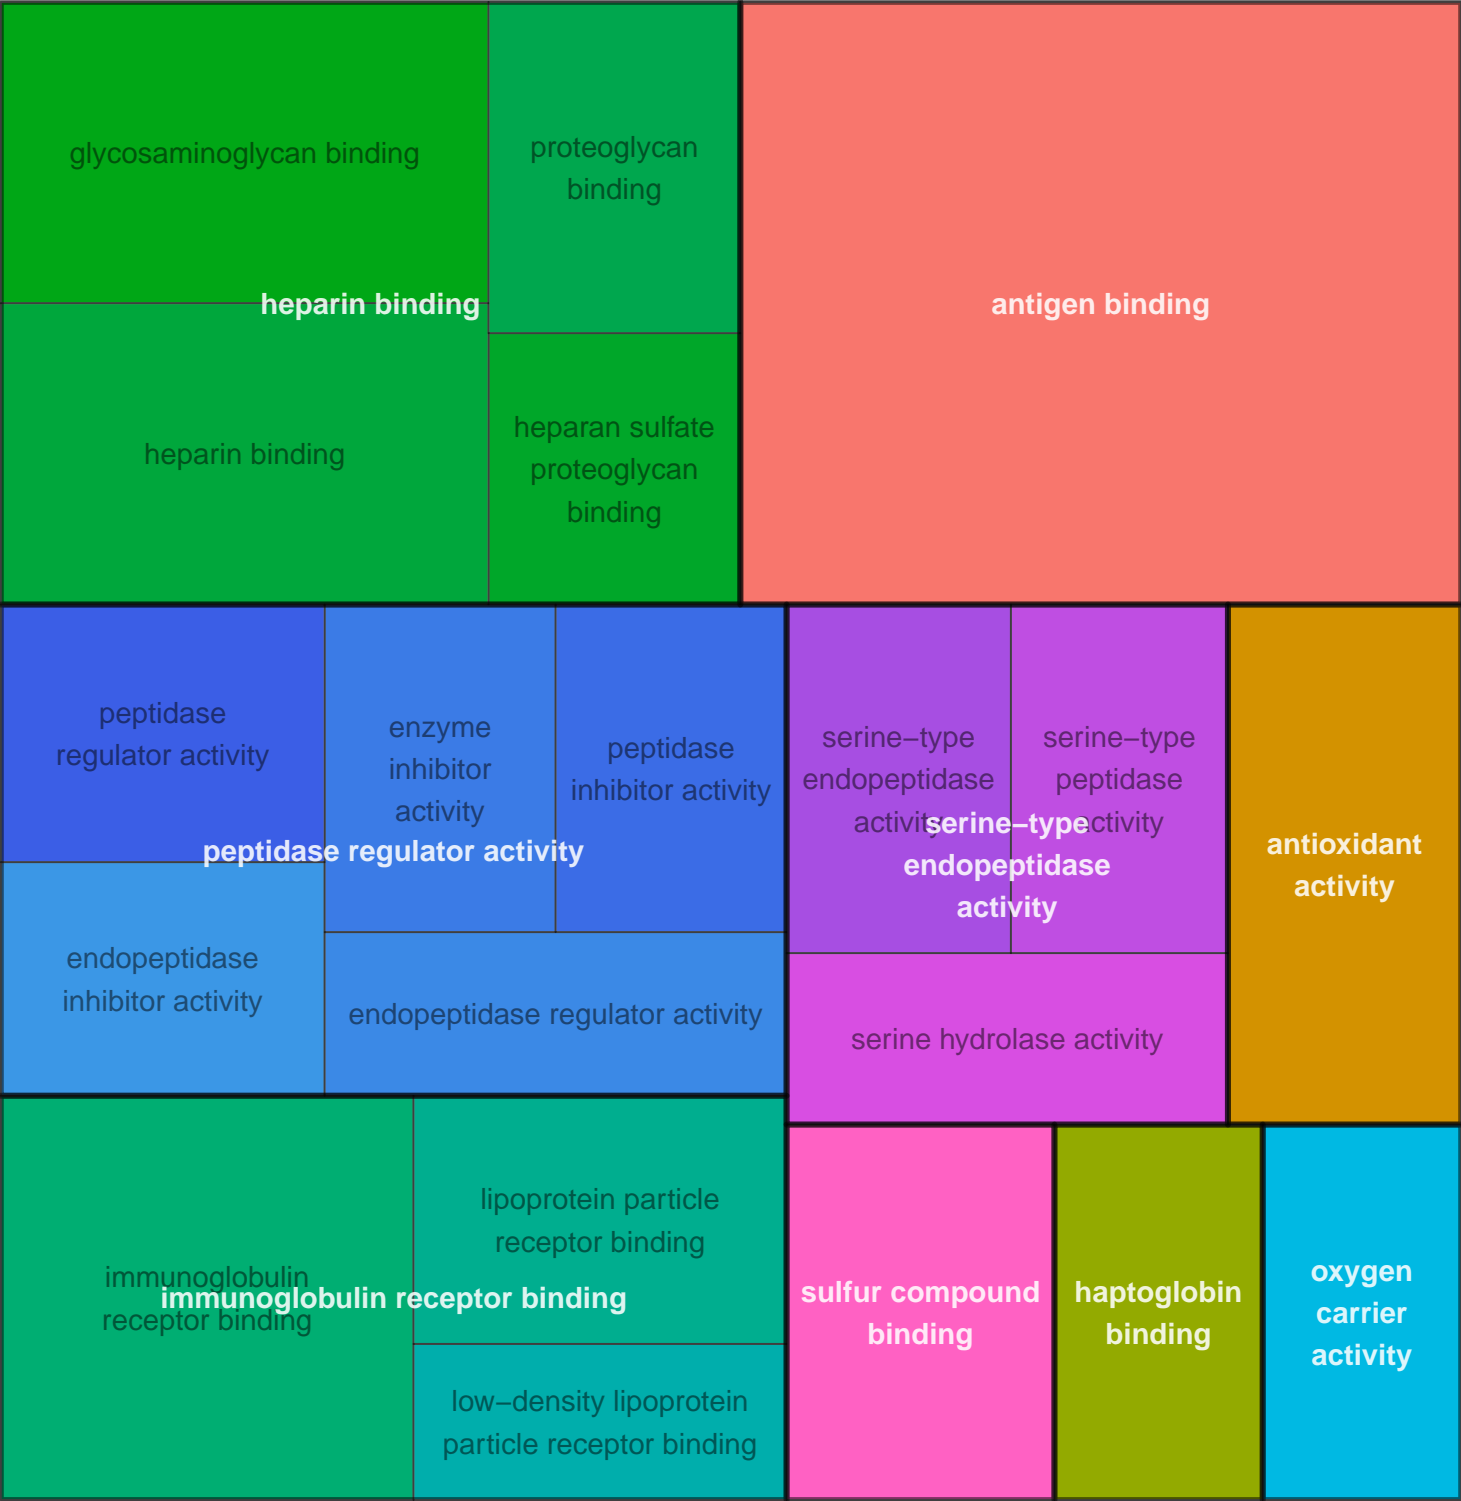 glycosaminoglycan binding
proteoglycan
binding
heparin binding
antigen binding
heparin binding
heparan sulfate
proteoglycan
binding
peptidase
regulator activity
enzyme
inhibitor
activity
peptidase
inhibitor activity
peptidase regulator activity
endopeptidase
inhibitor activity
endopeptidase regulator activity
serine−type
endopeptidase
activity
serine−type
peptidase
activity
serine−type
endopeptidase
activity
serine hydrolase activity
antioxidant
activity
immunoglobulin
receptor binding
immunoglobulin receptor binding
lipoprotein particle
receptor binding
low−density lipoprotein
particle receptor binding
sulfur compound
binding
haptoglobin
binding
oxygen
carrier
activity